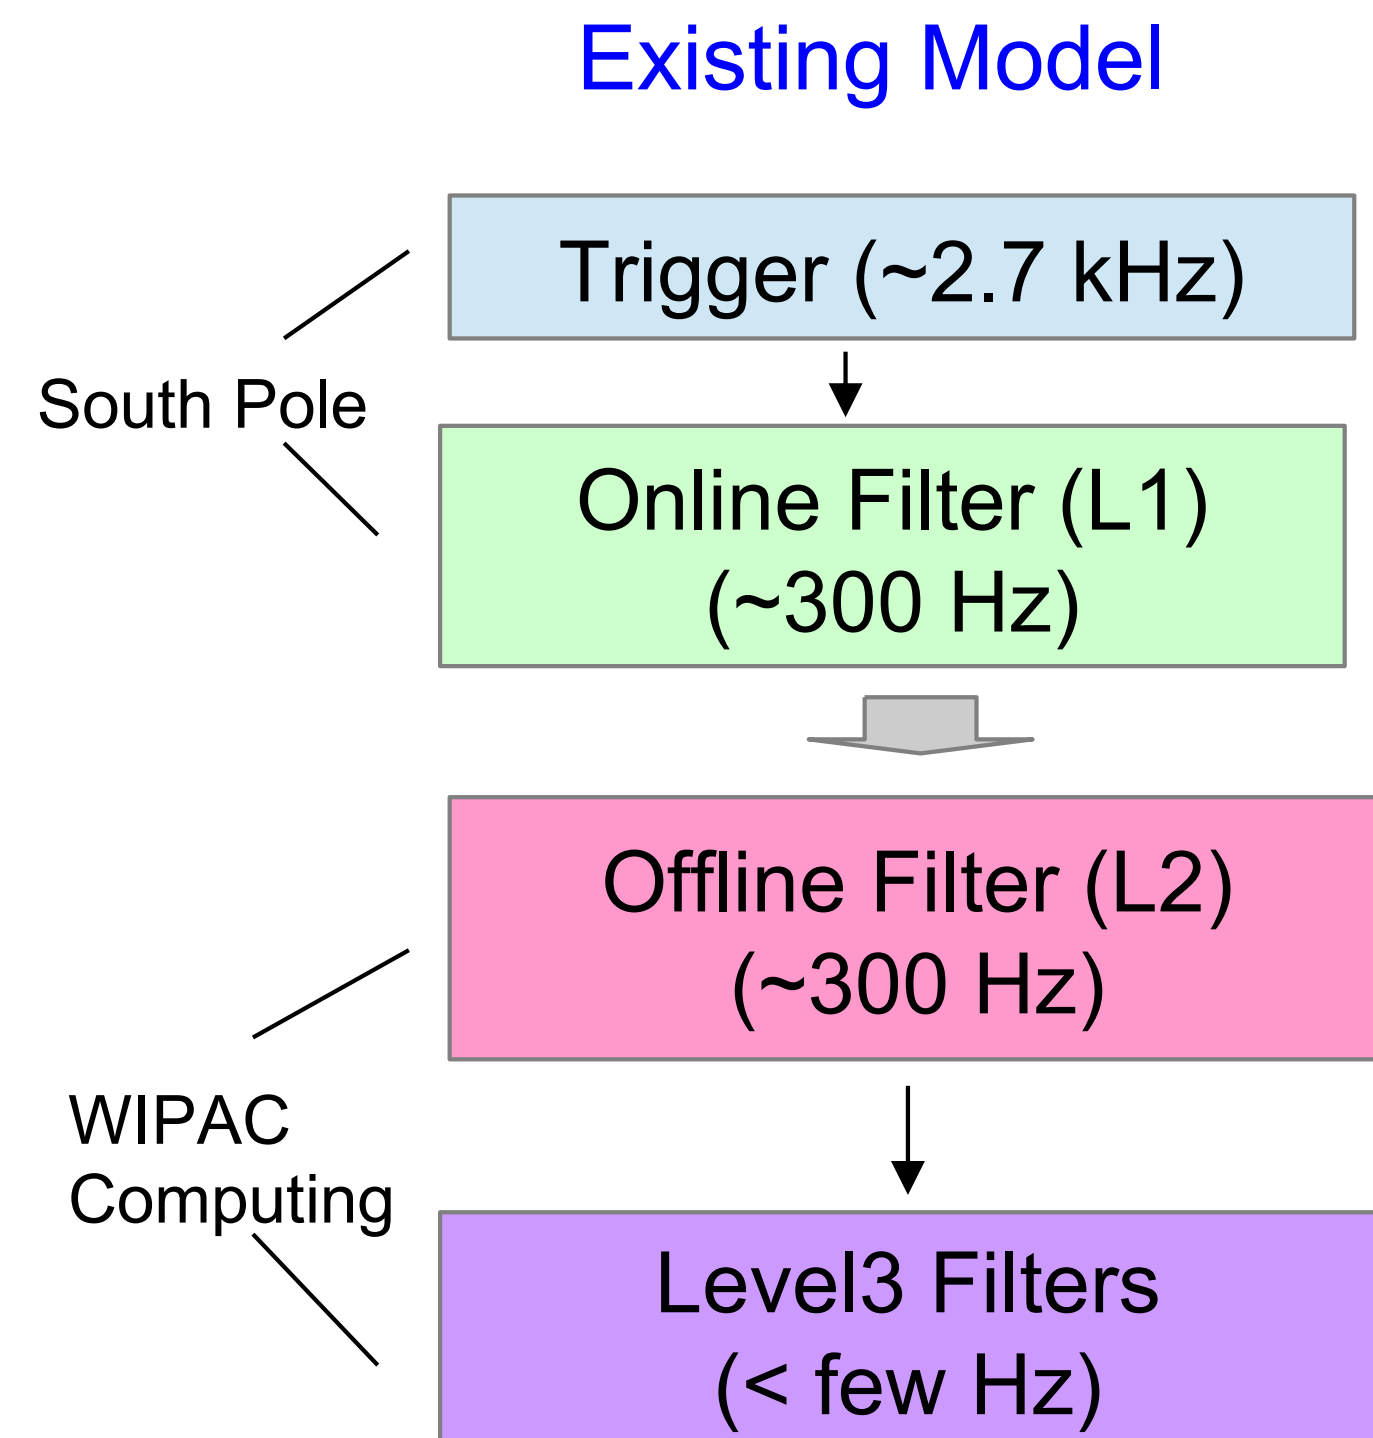 Existing Model
Trigger (~2.7 kHz)
South Pole
Online Filter (L1)
(~300 Hz)
Offline Filter (L2)
(~300 Hz)
WIPAC
Computing
Level3 Filters
(< few Hz)